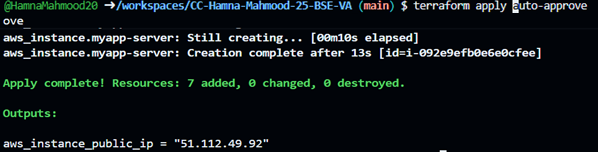 @HamnaMahmood20 ➜ /workspaces/CC-Hamna-Mahmood-25-BSE-VA (main) $ terraform apply auto-approve
ove
aws_instance.myapp-server: Still creating... [00m10s elapsed]
aws_instance.myapp-server: Creation complete after 13s [id=i-092e9efb0e6e0cfee]
Apply complete! Resources: 7 added, 0 changed, 0 destroyed.
Outputs:
aws_instance_public_ip = "51.112.49.92"